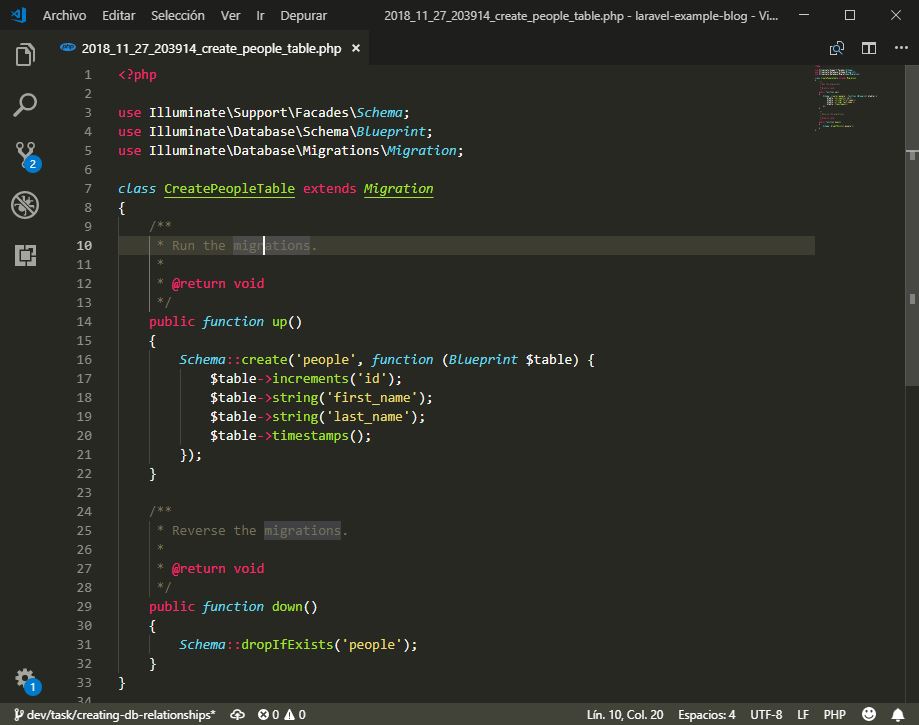 Archivo Editar Selección Ver Ir Depurar 2018_11_27_203914_create_people_table.php - laravel-example-blog - Vi...
php 2018_11_27_203914_create_people_table.php ×
1 <?php
2
3 use Illuminate\Support\Facades\Schema;
4 use Illuminate\Database\Schema\Blueprint;
5 use Illuminate\Database\Migrations\Migration;
6
7 class CreatePeopleTable extends Migration
8 {
9     /**
10      * Run the migrations.
11      *
12      * @return void
13      */
14     public function up()
15     {
16         Schema::create('people', function (Blueprint $table) {
17             $table->increments('id');
18             $table->string('first_name');
19             $table->string('last_name');
20             $table->timestamps();
21         });
22     }
23
24     /**
25      * Reverse the migrations.
26      *
27      * @return void
28      */
29     public function down()
30     {
31         Schema::dropIfExists('people');
32     }
33 }
34
2
1
dev/task/creating-db-relationships* 0 0 Lín. 10, Col. 20 Espacios: 4 UTF-8 LF PHP